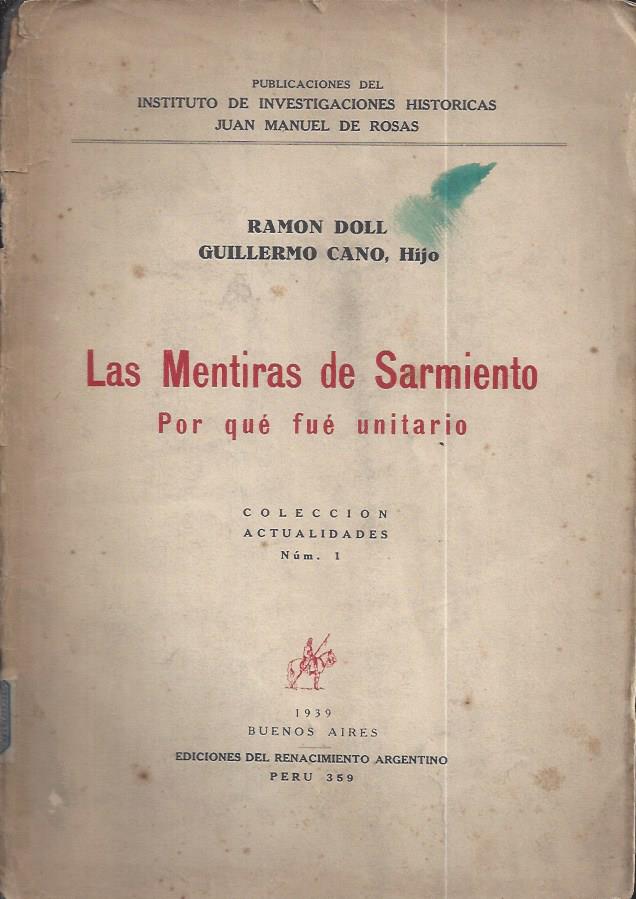 PUBLICACIONES DEL
INSTITUTO DE INVESTIGACIONES HISTORICAS
JUAN MANUEL DE ROSAS
RAMON DOLL
GUILLERMO CANO, Hijo
Las Mentiras de Sarmiento
Por qué fué unitario
COLECCION
ACTUALIDADES
Núm. 1
1939
BUENOS AIRES
EDICIONES DEL RENACIMIENTO ARGENTINO
PERU 359